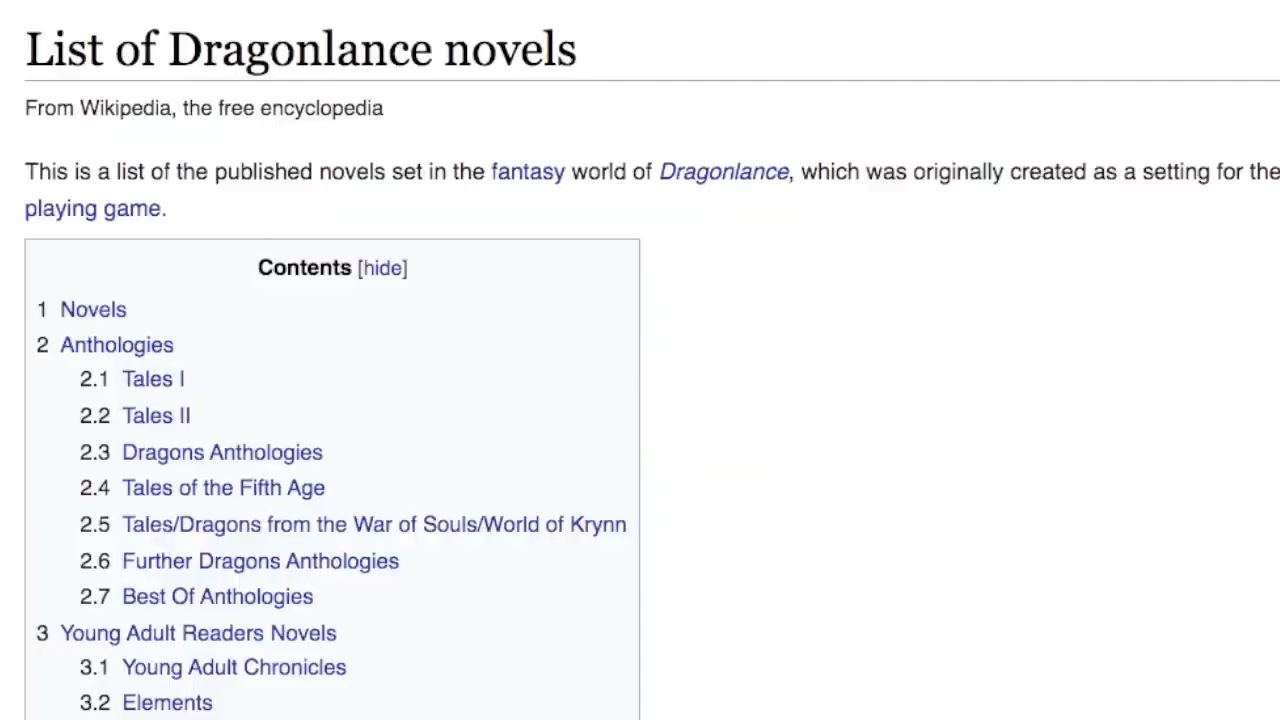 List of Dragonlance novels
From Wikipedia, the free encyclopedia
This is a list of the published novels set in the fantasy world of Dragonlance, which was originally created as a setting for the
playing game.
Contents [hide]
1 Novels
2 Anthologies
2.1 Tales I
2.2 Tales II
2.3 Dragons Anthologies
2.4 Tales of the Fifth Age
2.5 Tales/Dragons from the War of Souls/World of Krynn
2.6 Further Dragons Anthologies
2.7 Best Of Anthologies
3 Young Adult Readers Novels
3.1 Young Adult Chronicles
3.2 Elements